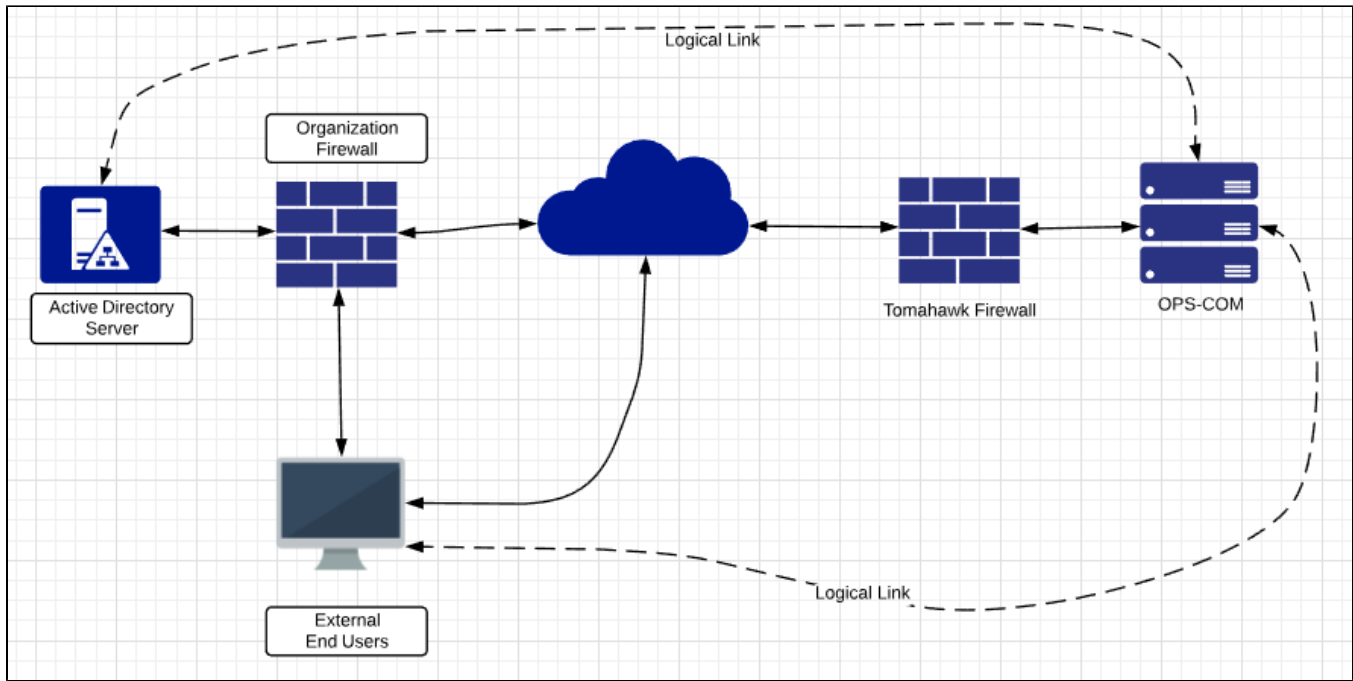 Logical Link
Organization
Firewall
Active Directory
Server
Tomahawk Firewall
OPS-COM
Logical Link
External
End Users